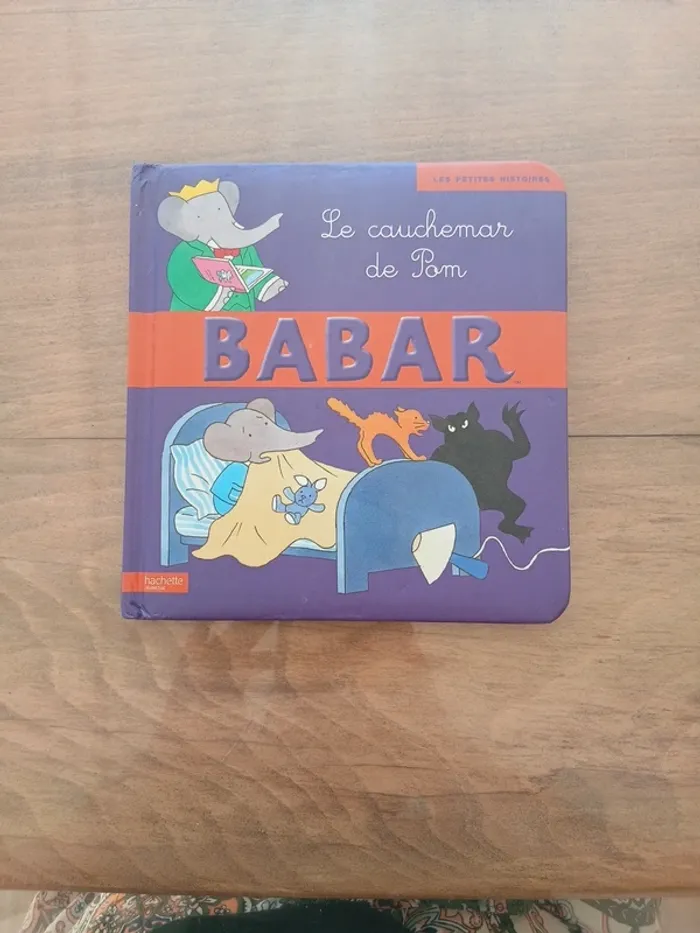 LES PETITES HISTOIRES
Le cauchemar
de Pom
BABAR
hachette